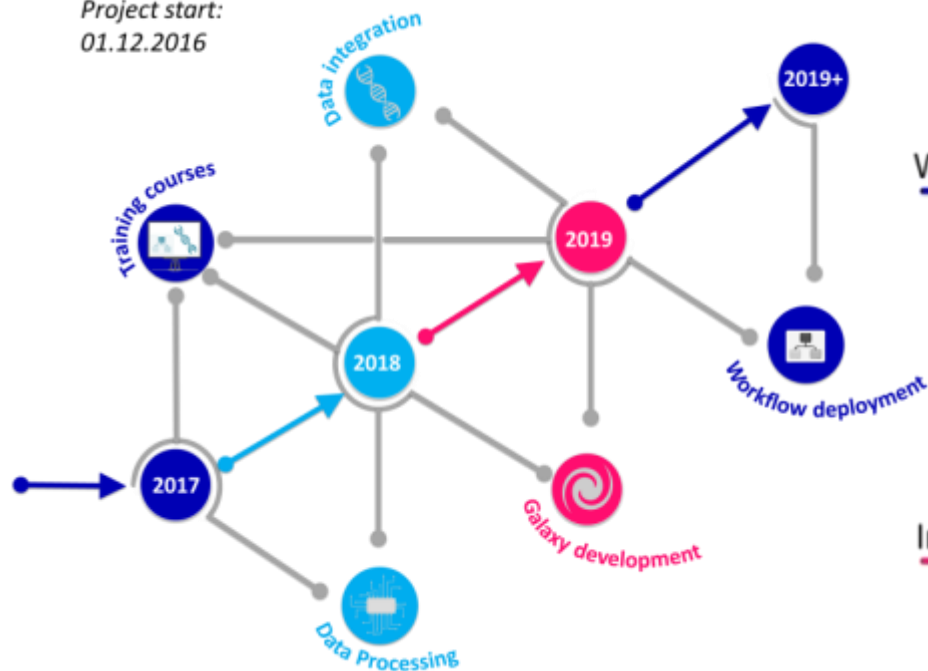 Project start:
01.12.2016
Data integration
2019+
Training courses
2019
2018
Workflow deployment
2017
Galaxy development
Data Processing